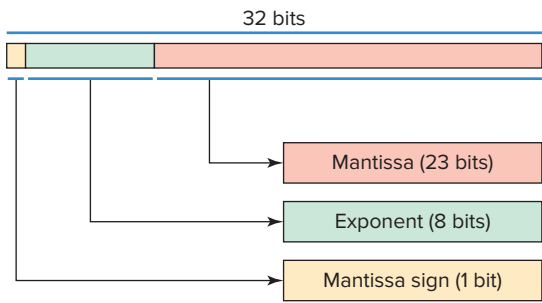 32 bits
Mantissa (23 bits)
Exponent (8 bits)
Mantissa sign (1 bit)